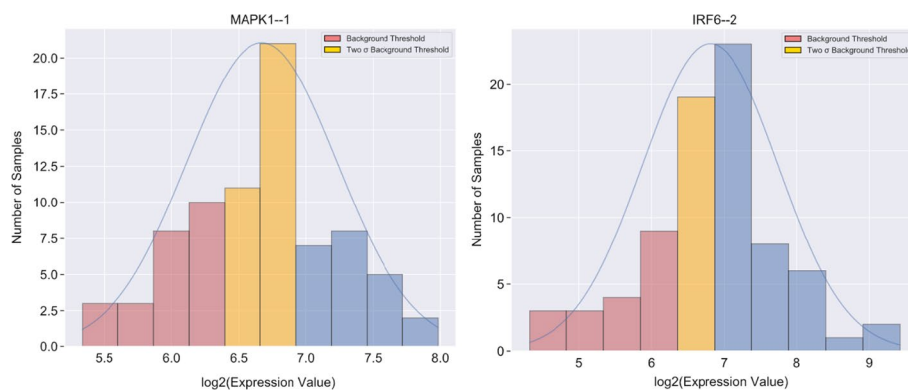 MAPK1--1
Background Threshold
Two σ Background Threshold
20.0
17.5
15.0
12.5
10.0
7.5
5.0
2.5
0.0
Number of Samples
5.5 6.0 6.5 7.0 7.5 8.0
log2(Expression Value)
IRF6--2
Background Threshold
Two σ Background Threshold
20
15
10
5
0
Number of Samples
5 6 7 8 9
log2(Expression Value)